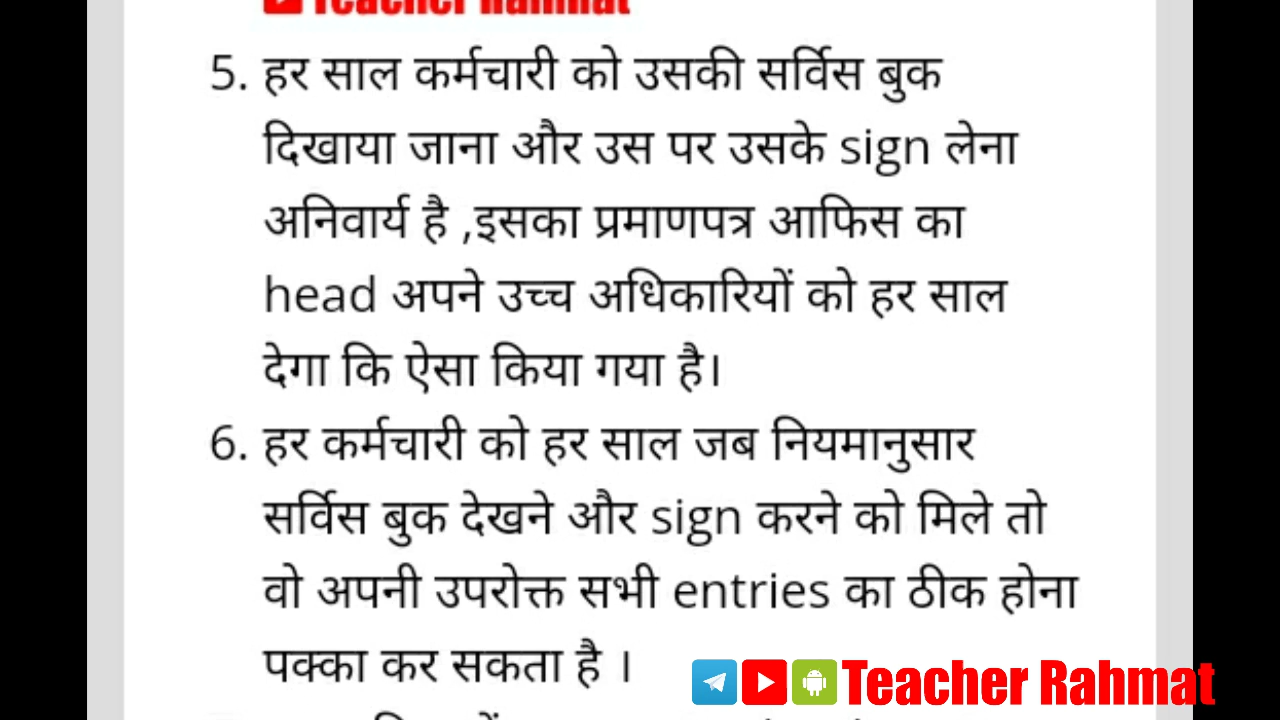 Teacher Rahmat
5. हर साल कर्मचारी को उसकी सर्विस बुक
दिखाया जाना और उस पर उसके sign लेना
अनिवार्य है ,इसका प्रमाणपत्र आफिस का
head अपने उच्च अधिकारियों को हर साल
देगा कि ऐसा किया गया है।
6. हर कर्मचारी को हर साल जब नियमानुसार
सर्विस बुक देखने और sign करने को मिले तो
वो अपनी उपरोक्त सभी entries का ठीक होना
पक्का कर सकता है ।
Teacher Rahmat